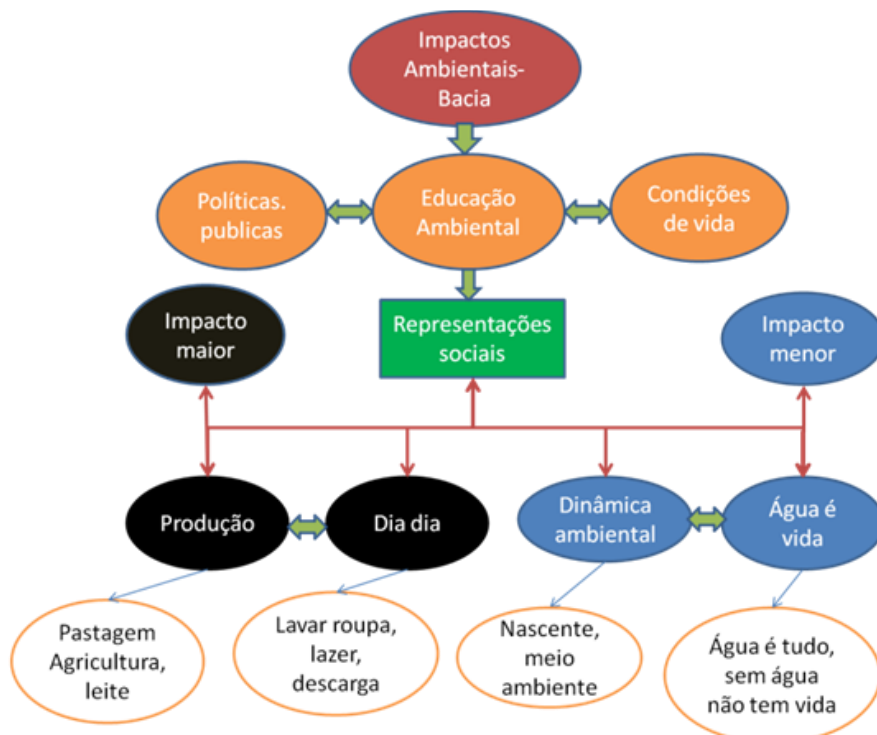 Impactos
Ambientais-
Bacia
Políticas.
publicas
Educação
Ambiental
Condições
de vida
Impacto
maior
Representações
sociais
Impacto
menor
Produção
Dia dia
Dinâmica
ambiental
Água é
vida
Pastagem
Agricultura,
leite
Lavar roupa,
lazer,
descarga
Nascente,
meio
ambiente
Água é tudo,
sem água
não tem vida